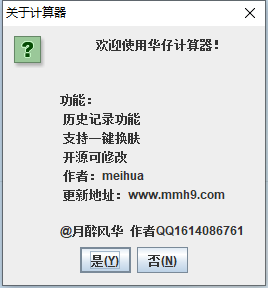 关于计算器
欢迎使用华仔计算器！
功能：
历史记录功能
支持一键换肤
开源可修改
作者：meihua
更新地址：www.mmh9.com
@月醉风华 作者QQ1614086761
是(Y) 否(N)